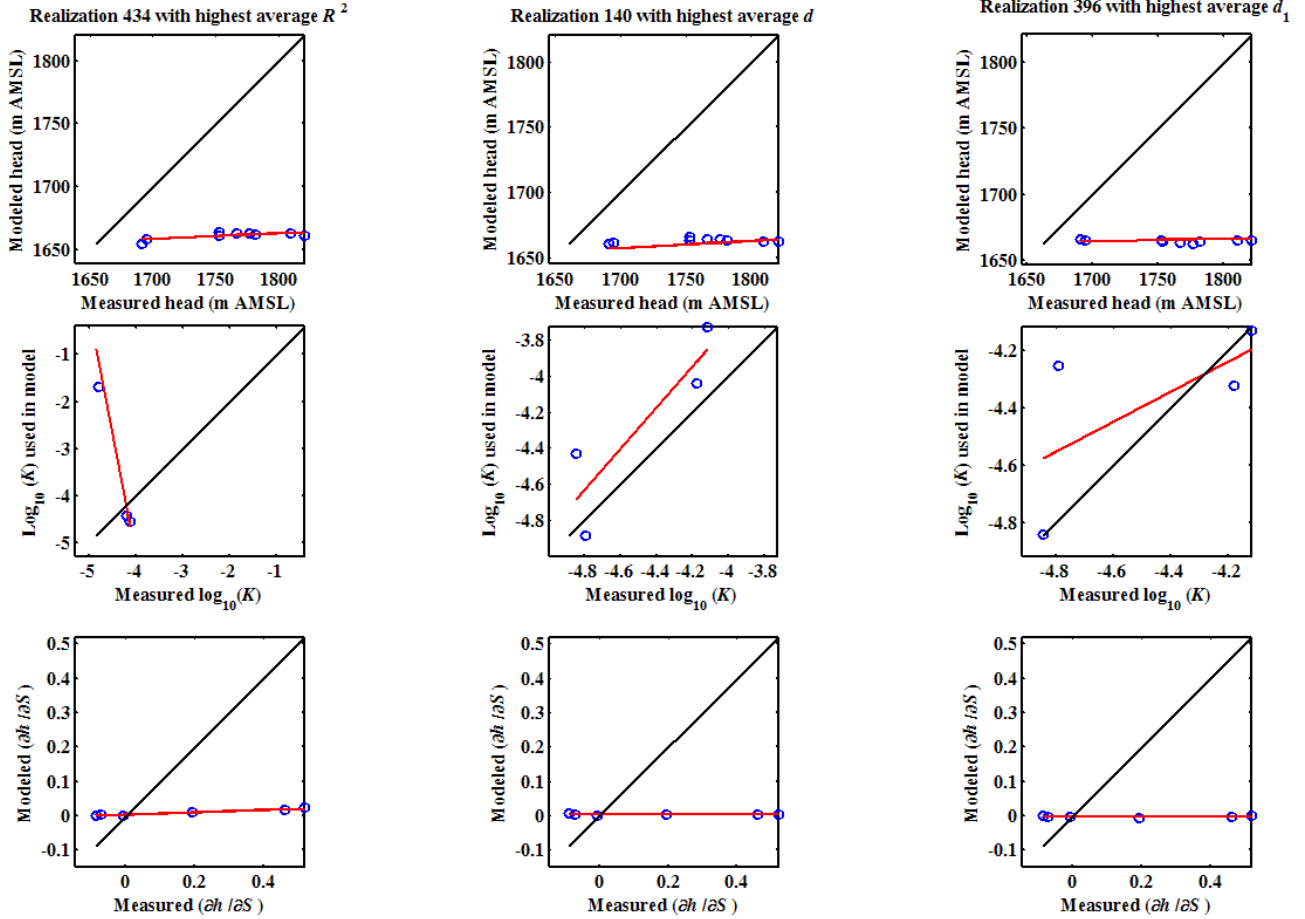 Realization 434 with highest average R 2
Realization 140 with highest average d
Realization 396 with highest average d1
Modeled head (m AMSL)
1800
1750
1700
1650
1650 1700 1750 1800
Measured head (m AMSL)
Modeled head (m AMSL)
1800
1750
1700
1650
1650 1700 1750 1800
Measured head (m AMSL)
Modeled head (m AMSL)
1800
1750
1700
1650
1650 1700 1750 1800
Measured head (m AMSL)
Log10 (K) used in model
-1
-2
-3
-4
-5
-5 -4 -3 -2 -1
Measured log10(K)
Log10 (K) used in model
-3.8
-4
-4.2
-4.4
-4.6
-4.8
-4.8 -4.6 -4.4 -4.2 -4 -3.8
Measured log10 (K)
Log10 (K) used in model
-4.2
-4.4
-4.6
-4.8
-4.8 -4.6 -4.4 -4.2
Measured log10 (K)
Modeled (∂h /∂S )
0.5
0.4
0.3
0.2
0.1
0
-0.1
0 0.2 0.4
Measured (∂h /∂S )
Modeled (∂h /∂S )
0.5
0.4
0.3
0.2
0.1
0
-0.1
0 0.2 0.4
Measured (∂h /∂S )
Modeled (∂h /∂S )
0.5
0.4
0.3
0.2
0.1
0
-0.1
0 0.2 0.4
Measured (∂h /∂S )